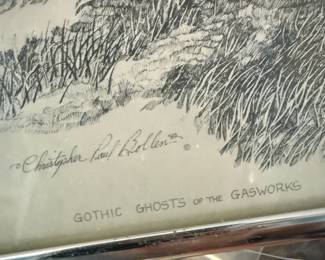 Christopher Paul Bollen
GOTHIC GHOSTS OF THE GASWORKS